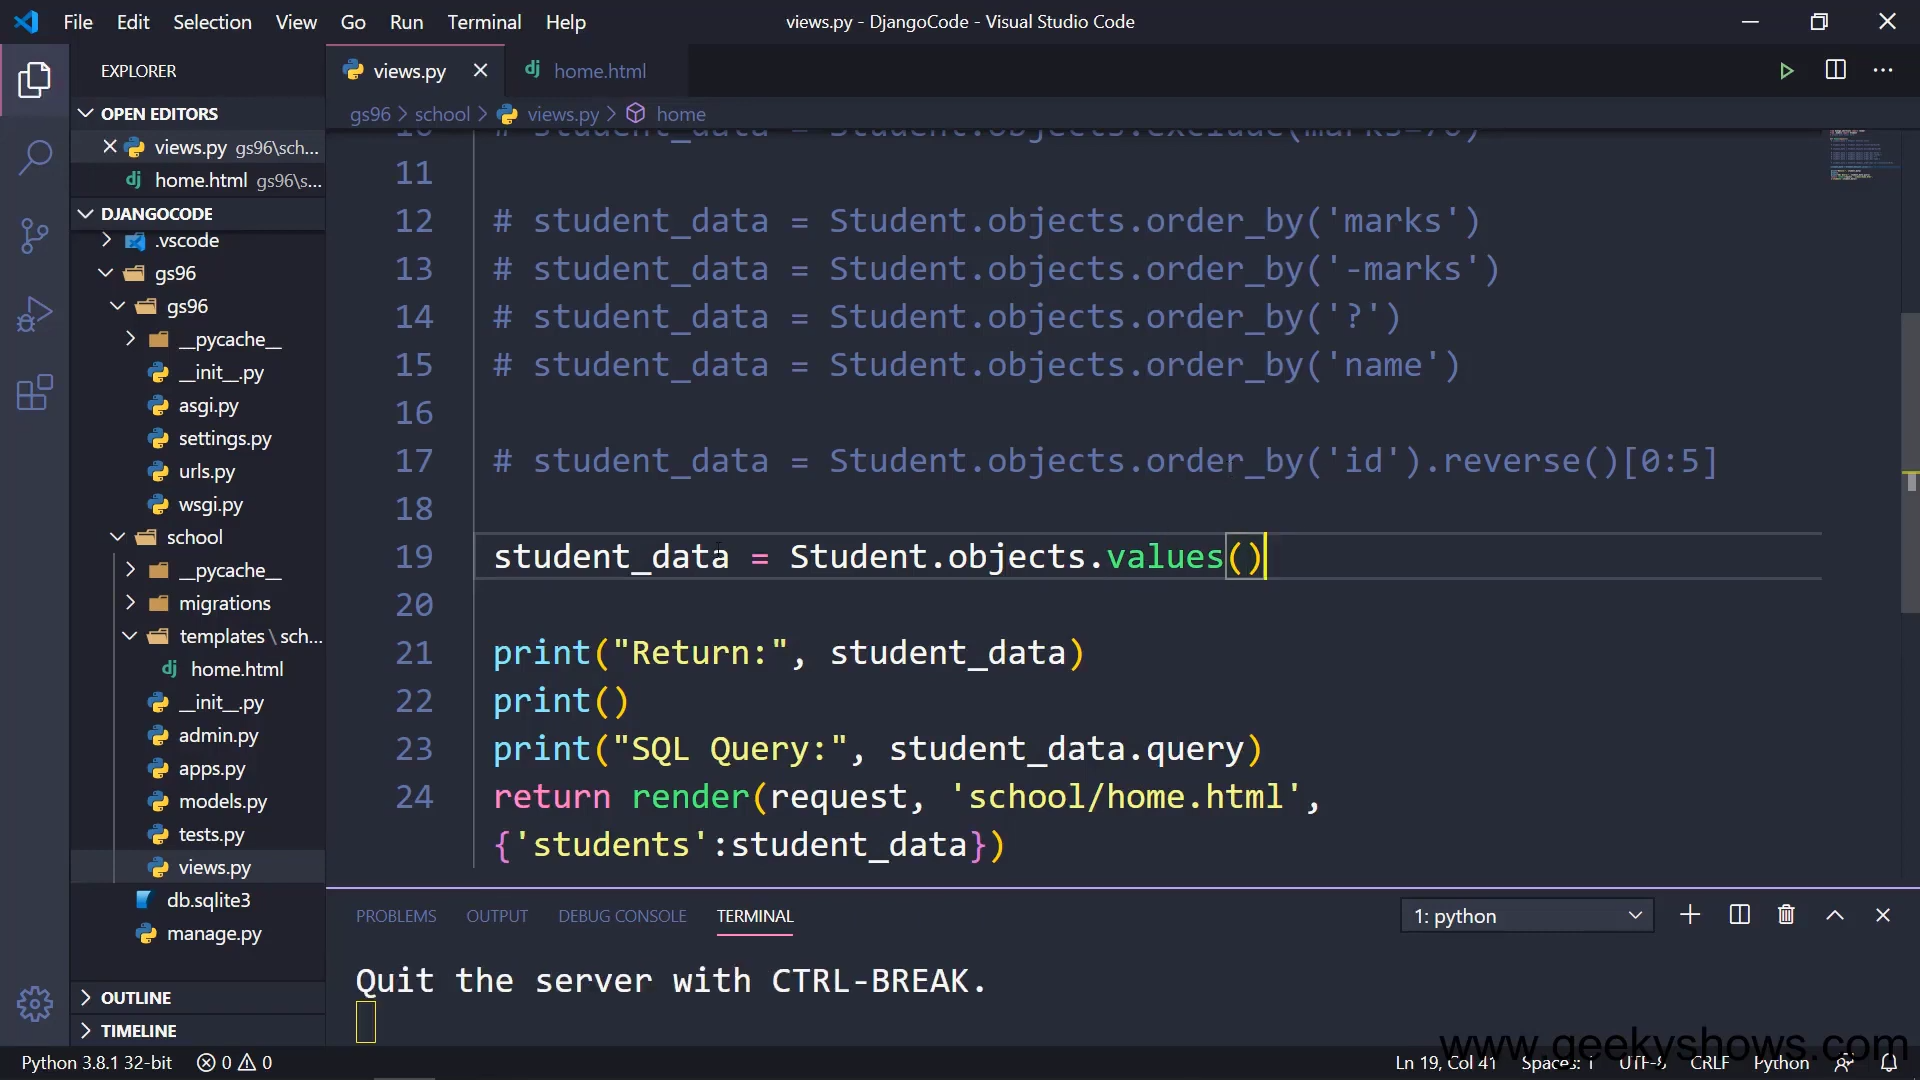 File Edit Selection View Go Run Terminal Help
views.py - DjangoCode - Visual Studio Code
EXPLORER
OPEN EDITORS
views.py gs96\sch...
home.html gs96\s...
DJANGOCODE
.vscode
gs96
gs96
__pycache__
__init__.py
asgi.py
settings.py
urls.py
wsgi.py
school
__pycache__
migrations
templates\sch...
home.html
__init__.py
admin.py
apps.py
models.py
tests.py
views.py
db.sqlite3
manage.py
OUTLINE
TIMELINE
views.py
home.html
gs96 > school > views.py > home
10 # student_data = Student.objects.exclude(marks=70)
11
12 # student_data = Student.objects.order_by('marks')
13 # student_data = Student.objects.order_by('-marks')
14 # student_data = Student.objects.order_by('?')
15 # student_data = Student.objects.order_by('name')
16
17 # student_data = Student.objects.order_by('id').reverse()[0:5]
18
19 student_data = Student.objects.values()
20
21 print("Return:", student_data)
22 print()
23 print("SQL Query:", student_data.query)
24 return render(request, 'school/home.html',
{'students':student_data})
PROBLEMS OUTPUT DEBUG CONSOLE TERMINAL
1: python
Quit the server with CTRL-BREAK.
www.geekyshows.com
Python 3.8.1 32-bit 0 0
Ln 19, Col 41 Spaces: 1 UTF-8 CRLF Python